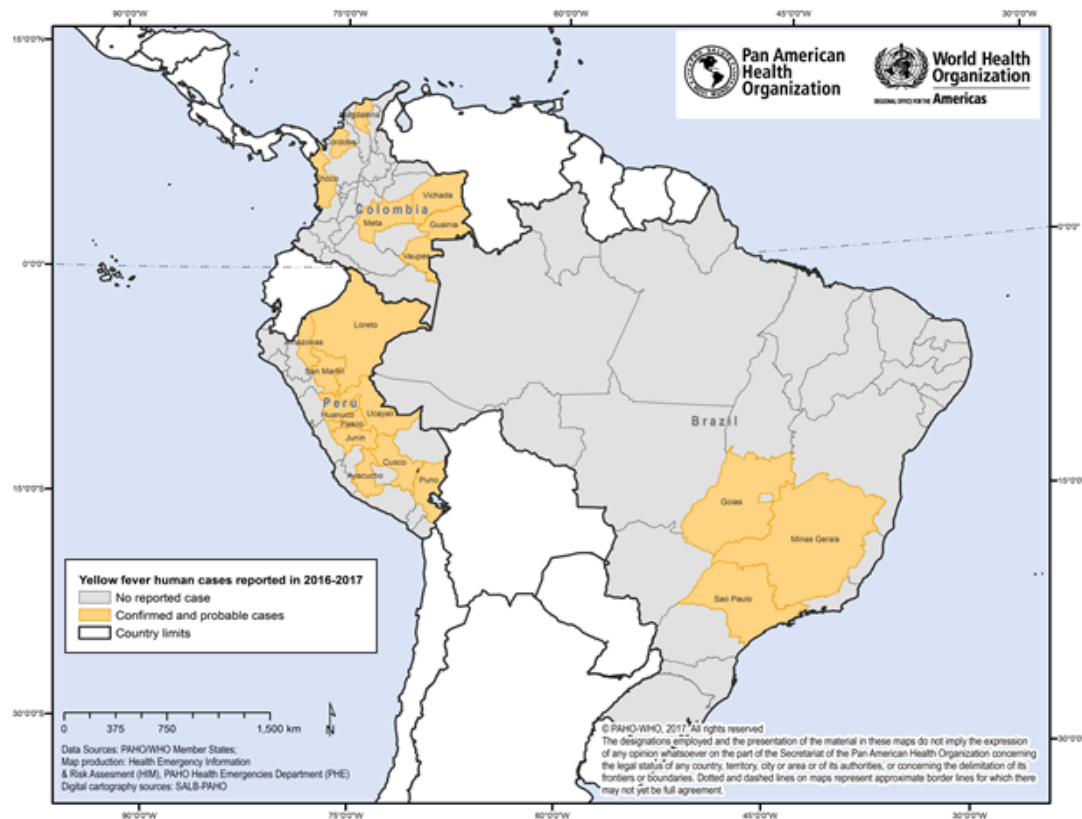 90°0'0"W
75°0'0"W
60°0'0"W
45°0'0"W
30°0'0"W
15°0'0"N
Pan American
Health
Organization
World Health
Organization
REGIONAL OFFICE FOR THE Americas
Magdalena
Cordoba
Choco
Vichada
Colombia
Meta
Guainia
Vaupes
0°0'0"
0°0'0"
Loreto
Amazonas
San Martin
Peru
Huanuco
Ucayali
Pasco
Junin
Cusco
Ayacucho
Puno
Brazil
15°0'0"S
15°0'0"S
Goias
Minas Gerais
Sao Paulo
Yellow fever human cases reported in 2016-2017
No reported case
Confirmed and probable cases
Country limits
30°0'0"S
0 375 750 1,500 km
N
Data Sources: PAHO/WHO Member States;
Map production: Health Emergency Information
& Risk Assesment (HIM), PAHO Health Emergencies Department (PHE)
Digital cartography sources: SALB-PAHO
© PAHO-WHO, 2017. All rights reserved
The designations employed and the presentation of the material in these maps do not imply the expression
of any opinion whatsoever on the part of the Secretariat of the Pan American Health Organization concerning
the legal status of any country, territory, city or area or of its authorities, or concerning the delimitation of its
frontiers or boundaries. Dotted and dashed lines on maps represent approximate border lines for which there
may not yet be full agreement.
90°0'0"W
75°0'0"W
60°0'0"W
45°0'0"W
30°0'0"W